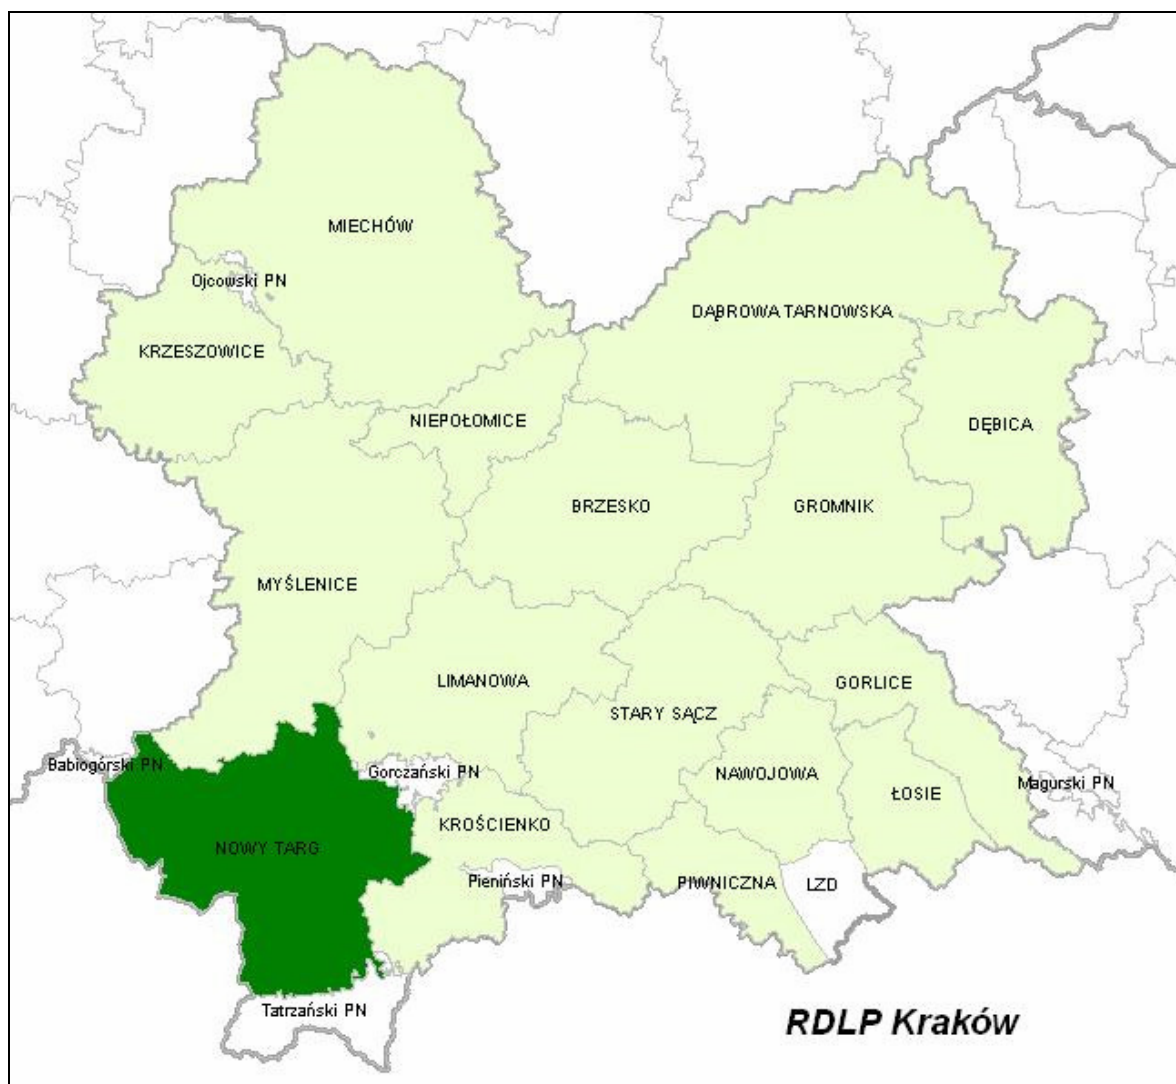 MIECHÓW
Ojcowski PN
DĄBROWA TARNOWSKA
KRZESZOWICE
NIEPOŁOMICE
DĘBICA
BRZESKO
GROMNIK
MYŚLENICE
LIMANOWA
GORLICE
STARY SĄCZ
Babiogórski PN
Gorczański PN
NAWOJOWA
Magurski PN
ŁOSIE
KROŚCIENKO
NOWY TARG
Pieniński PN
PIWNICZNA
LZD
Tatrzański PN
RDLP Kraków